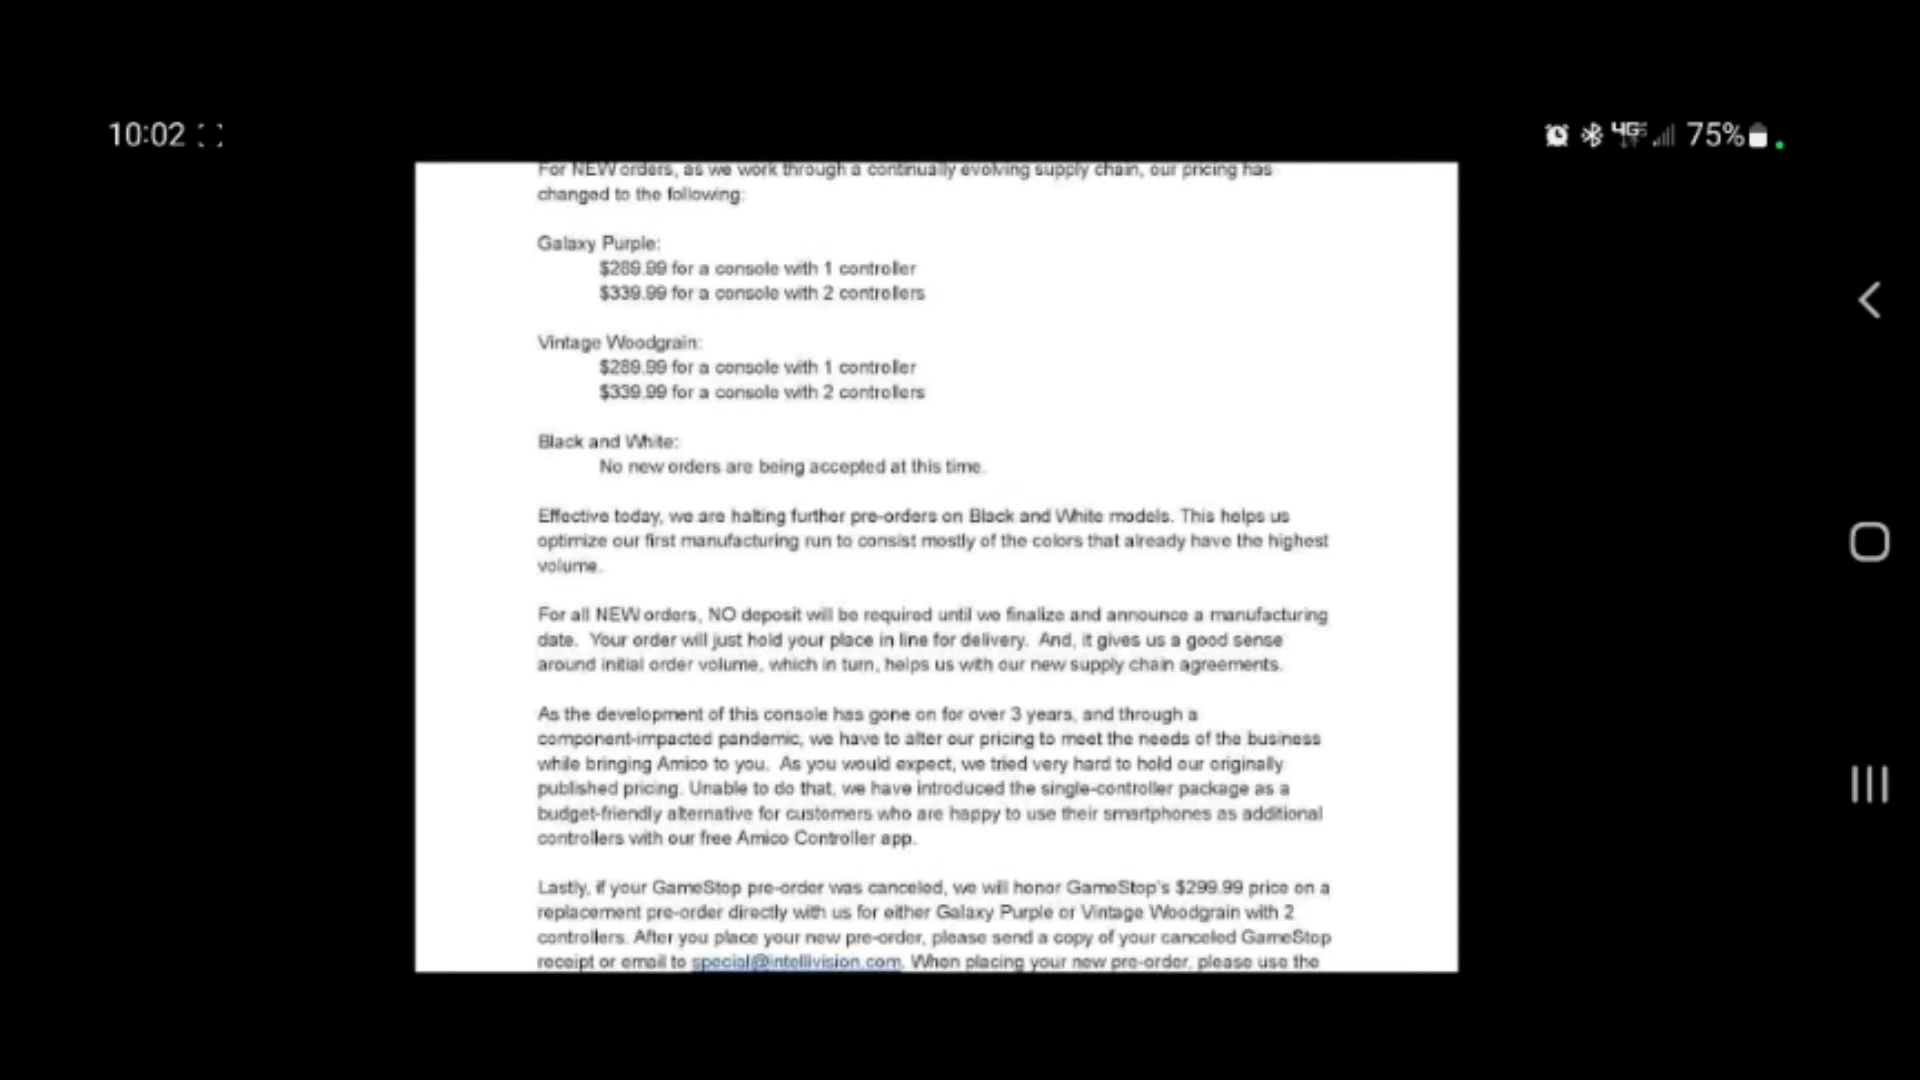 10:02
4G 75%
For NEW orders, as we work through a continually evolving supply chain, our pricing has
changed to the following:
Galaxy Purple:
$289.99 for a console with 1 controller
$339.99 for a console with 2 controllers
Vintage Woodgrain:
$289.99 for a console with 1 controller
$339.99 for a console with 2 controllers
Black and White:
No new orders are being accepted at this time.
Effective today, we are halting further pre-orders on Black and White models. This helps us
optimize our first manufacturing run to consist mostly of the colors that already have the highest
volume.
For all NEW orders, NO deposit will be required until we finalize and announce a manufacturing
date. Your order will just hold your place in line for delivery. And, it gives us a good sense
around initial order volume, which in turn, helps us with our new supply chain agreements.
As the development of this console has gone on for over 3 years, and through a
component-impacted pandemic, we have to alter our pricing to meet the needs of the business
while bringing Amico to you. As you would expect, we tried very hard to hold our originally
published pricing. Unable to do that, we have introduced the single-controller package as a
budget-friendly alternative for customers who are happy to use their smartphones as additional
controllers with our free Amico Controller app.
Lastly, if your GameStop pre-order was canceled, we will honor GameStop's $299.99 price on a
replacement pre-order directly with us for either Galaxy Purple or Vintage Woodgrain with 2
controllers. After you place your new pre-order, please send a copy of your canceled GameStop
receipt or email to special@intellivision.com. When placing your new pre-order, please use the